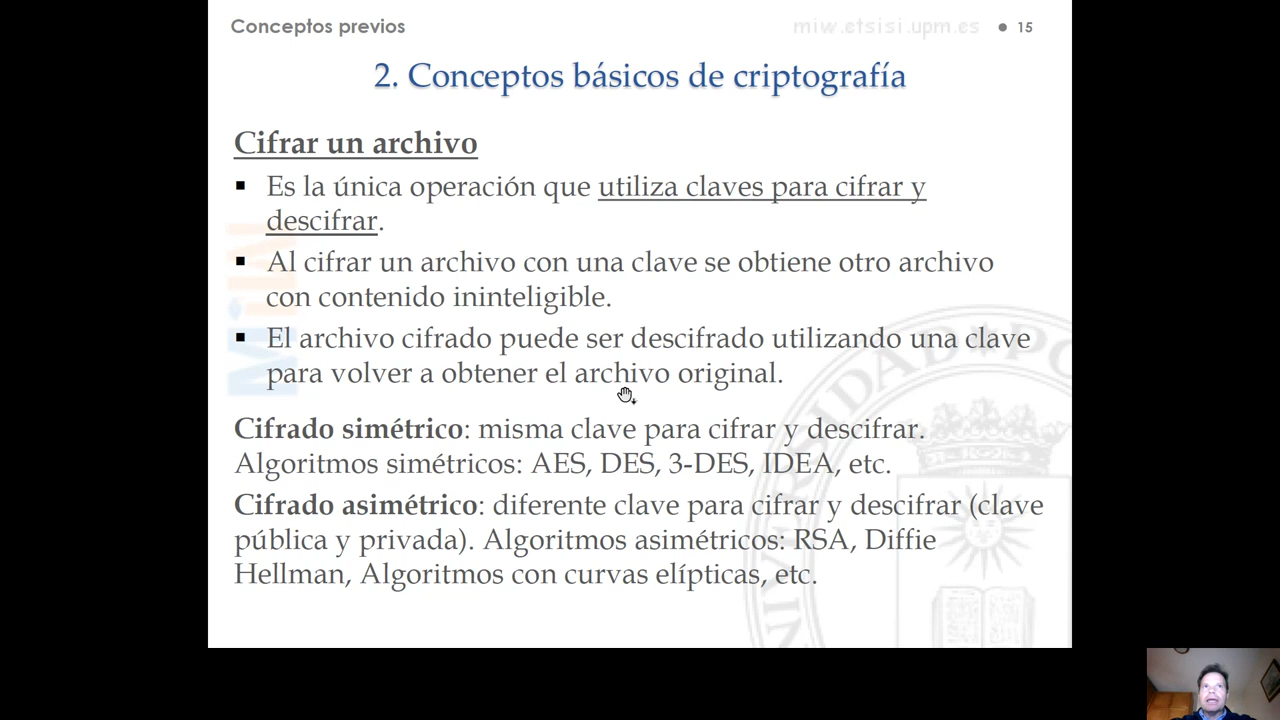 Conceptos previos
miw.etsisi.upm.es ● 15
2. Conceptos básicos de criptografía
Cifrar un archivo
▪ Es la única operación que utiliza claves para cifrar y
descifrar.
▪ Al cifrar un archivo con una clave se obtiene otro archivo
con contenido ininteligible.
▪ El archivo cifrado puede ser descifrado utilizando una clave
para volver a obtener el archivo original.
Cifrado simétrico: misma clave para cifrar y descifrar.
Algoritmos simétricos: AES, DES, 3-DES, IDEA, etc.
Cifrado asimétrico: diferente clave para cifrar y descifrar (clave
pública y privada). Algoritmos asimétricos: RSA, Diffie
Hellman, Algoritmos con curvas elípticas, etc.
MiW